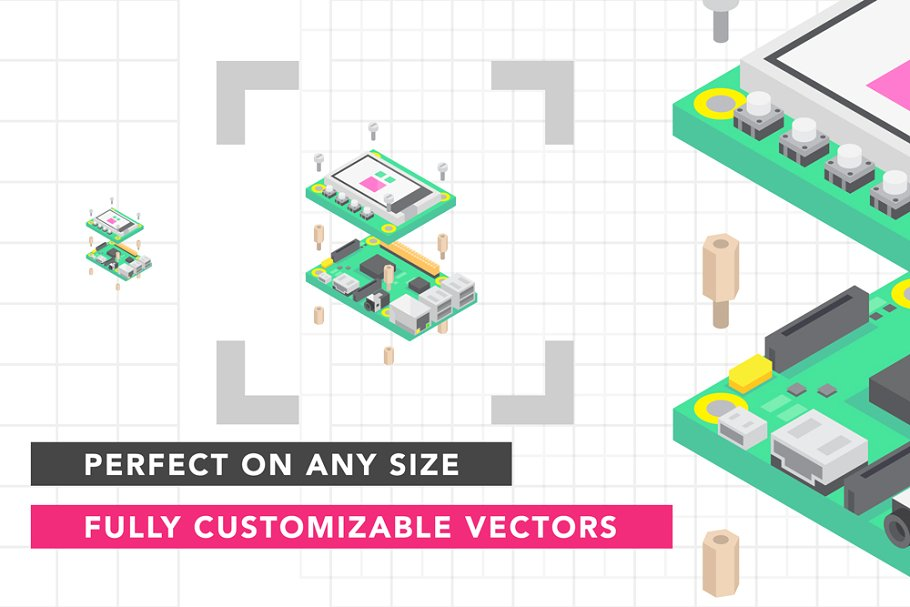 PERFECT ON ANY SIZE
FULLY CUSTOMIZABLE VECTORS